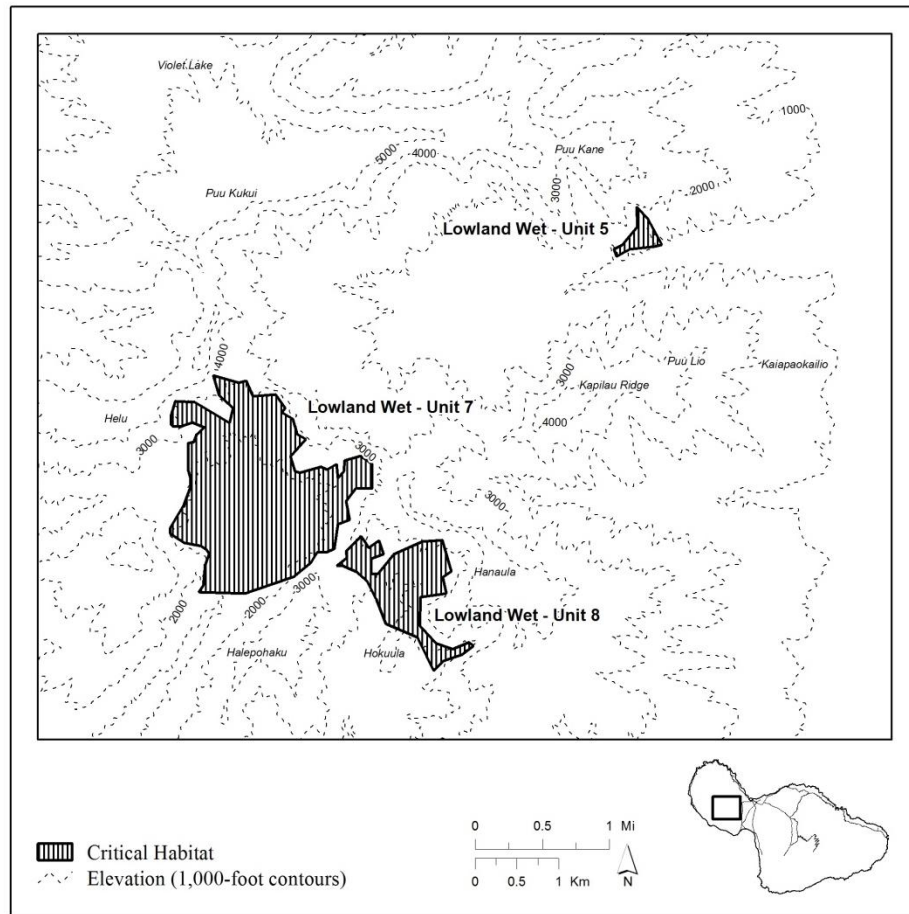 Violet Lake
1000
Puu Kane
5000
4000
3000
2000
Puu Kukui
Lowland Wet - Unit 5
4000
Puu Lio
Kaiapaokailio
3000
Kapilau Ridge
Lowland Wet - Unit 7
Helu
4000
3000
3000
3000
Hanaula
3000
2000
2000
Lowland Wet - Unit 8
Halepohaku
Hokuula
0 0.5 1 Mi
0 0.5 1 Km
N
Critical Habitat
Elevation (1,000-foot contours)